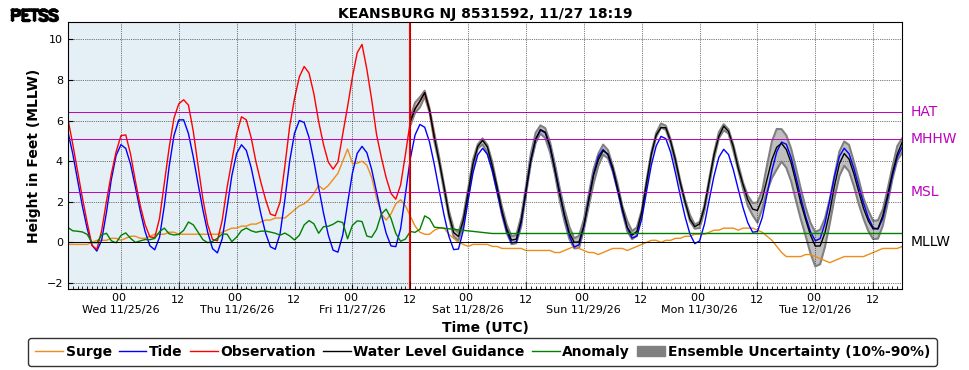 PETSS
KEANSBURG NJ 8531592, 11/27 18:19
Height in Feet (MLLW)
10
8
6
4
2
0
−2
HAT
MHHW
MSL
MLLW
00 12 00 12 00 12 00 12 00 12 00 12 00 12
Wed 11/25/26 Thu 11/26/26 Fri 11/27/26 Sat 11/28/26 Sun 11/29/26 Mon 11/30/26 Tue 12/01/26
Time (UTC)
Surge Tide Observation Water Level Guidance Anomaly Ensemble Uncertainty (10%-90%)